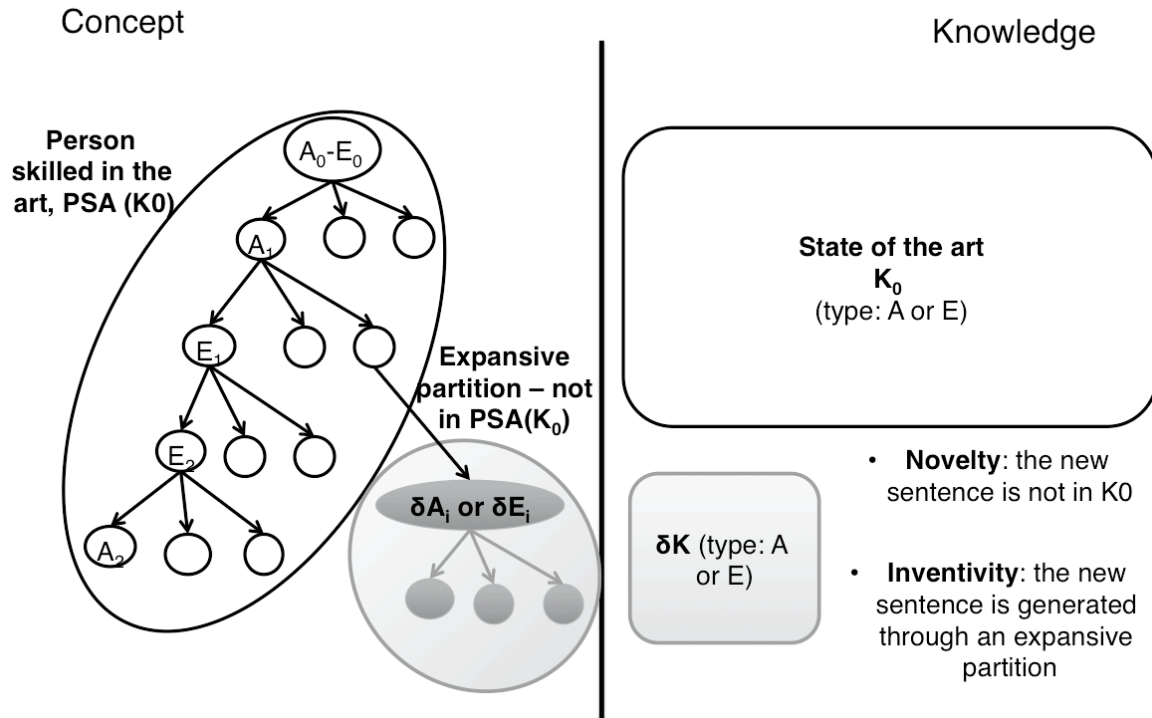 Concept
Knowledge
Person
skilled in the
art, PSA (K0)
A₀-E₀
A₁
E₁
E₂
A₂
Expansive
partition – not
in PSA(K₀)
δAᵢ or δEᵢ
State of the art
K₀
(type: A or E)
δK (type: A
or E)
• Novelty: the new
sentence is not in K0
• Inventivity: the new
sentence is generated
through an expansive
partition